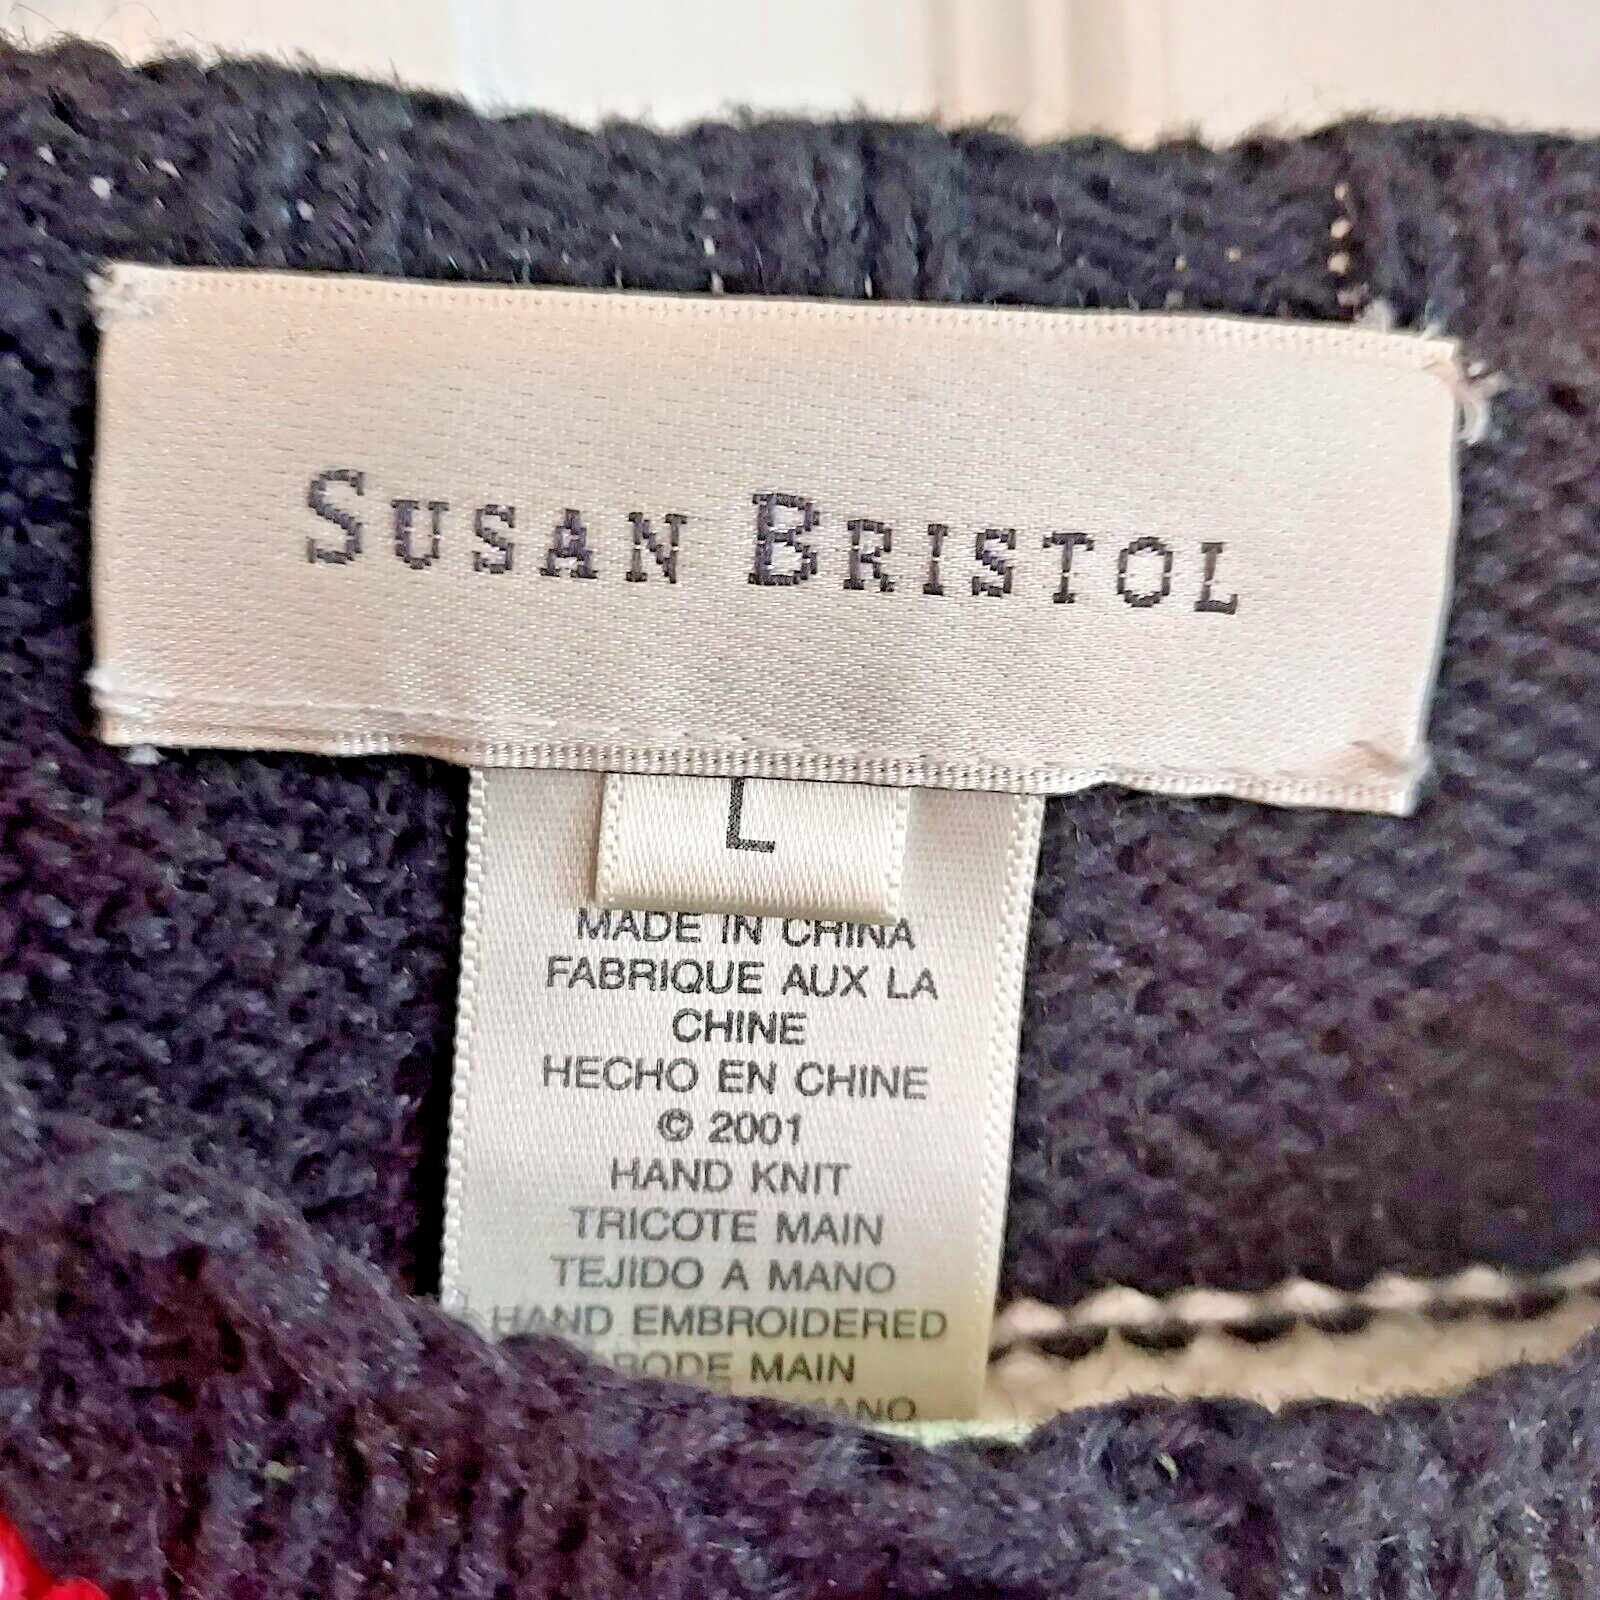 SUSAN BRISTOL
L
MADE IN CHINA
FABRIQUE AUX LA
CHINE
HECHO EN CHINE
© 2001
HAND KNIT
TRICOTE MAIN
TEJIDO A MANO
HAND EMBROIDERED
MAIN